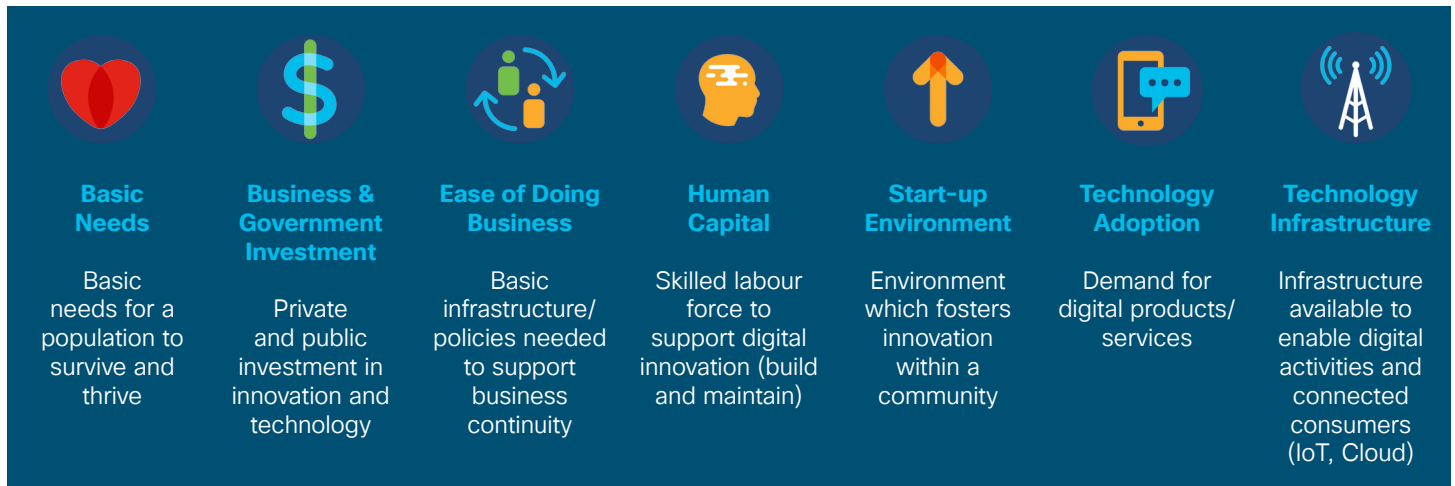 Basic
Needs
Basic
needs for a
population to
survive and
thrive
Business &
Government
Investment
Private
and public
investment in
innovation and
technology
Ease of Doing
Business
Basic
infrastructure/
policies needed
to support
business
continuity
Human
Capital
Skilled labour
force to
support digital
innovation (build
and maintain)
Start-up
Environment
Environment
which fosters
innovation
within a
community
Technology
Adoption
Demand for
digital products/
services
Technology
Infrastructure
Infrastructure
available to
enable digital
activities and
connected
consumers
(IoT, Cloud)